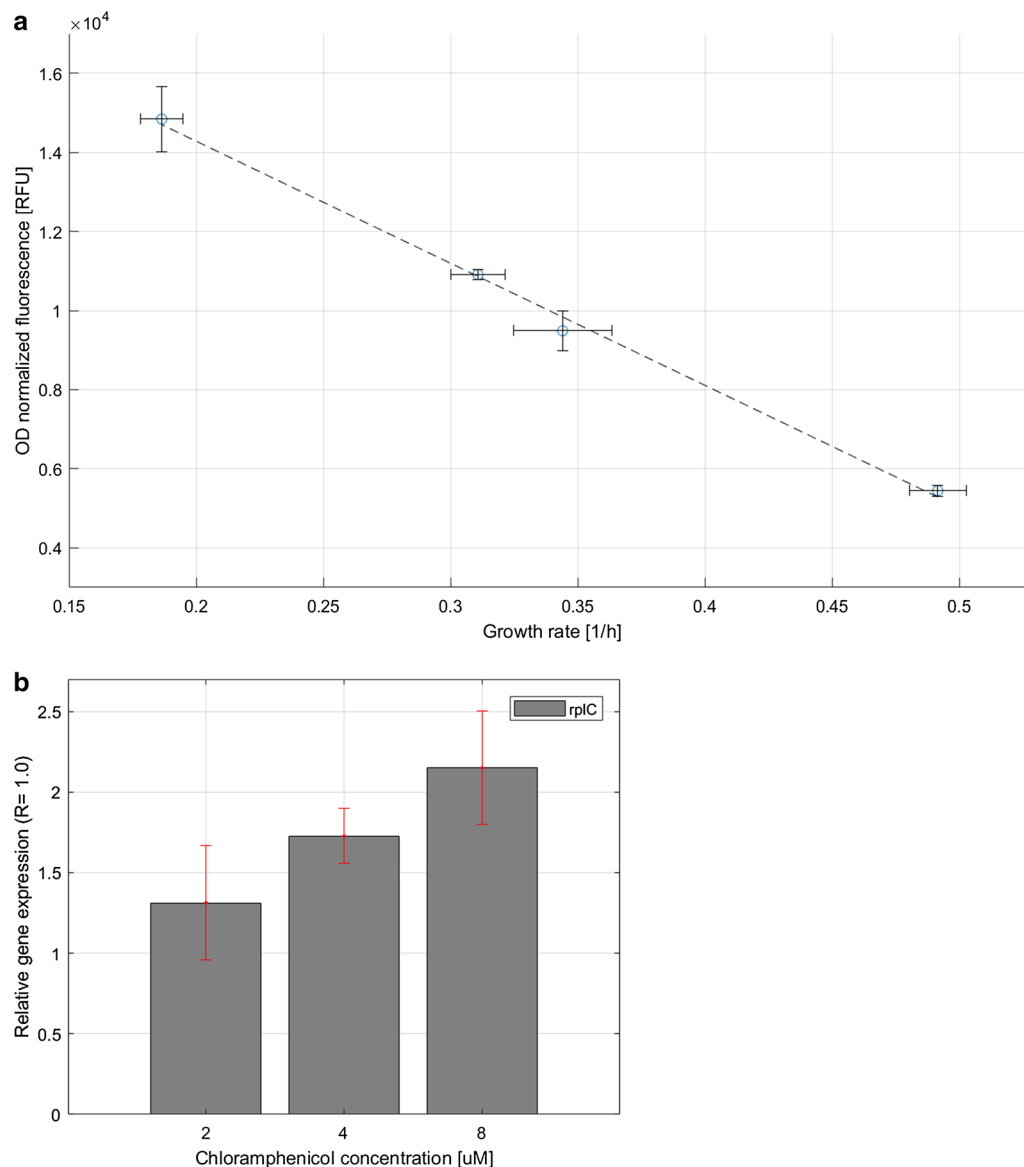 a
×10⁴
1.6
1.4
1.2
1
0.8
0.6
0.4
OD normalized fluorescence [RFU]
0.15 0.2 0.25 0.3 0.35 0.4 0.45 0.5
Growth rate [1/h]
b
rplC
2.5
2
1.5
1
0.5
0
Relative gene expression (R= 1.0)
2 4 8
Chloramphenicol concentration [uM]